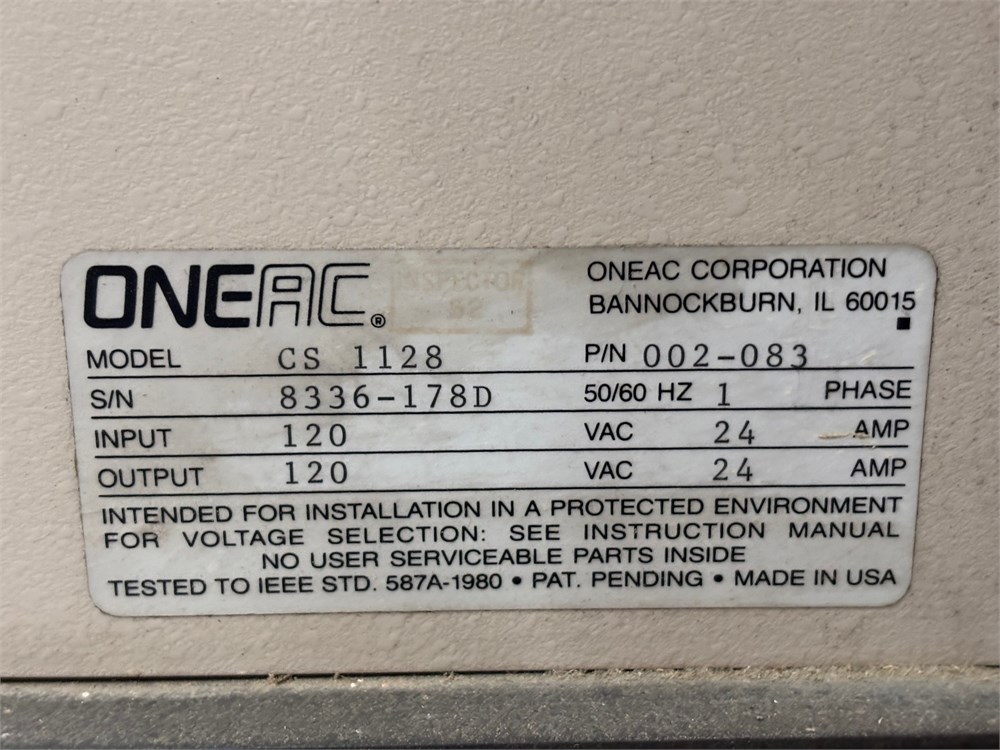 ONEAC®
INSPECTOR
52
ONEAC CORPORATION
BANNOCKBURN, IL 60015
MODEL CS 1128 P/N 002-083
S/N 8336-178D 50/60 HZ 1 PHASE
INPUT 120 VAC 24 AMP
OUTPUT 120 VAC 24 AMP
INTENDED FOR INSTALLATION IN A PROTECTED ENVIRONMENT
FOR VOLTAGE SELECTION: SEE INSTRUCTION MANUAL
NO USER SERVICEABLE PARTS INSIDE
TESTED TO IEEE STD. 587A-1980 • PAT. PENDING • MADE IN USA